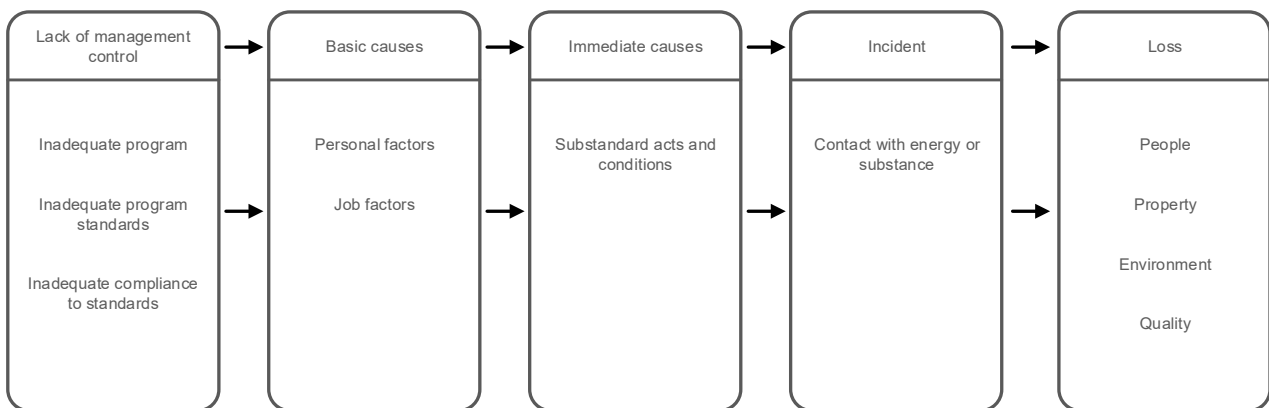 Lack of management
control
Basic causes
Immediate causes
Incident
Loss
Inadequate program
Inadequate program
standards
Inadequate compliance
to standards
Personal factors
Job factors
Substandard acts and
conditions
Contact with energy or
substance
People
Property
Environment
Quality